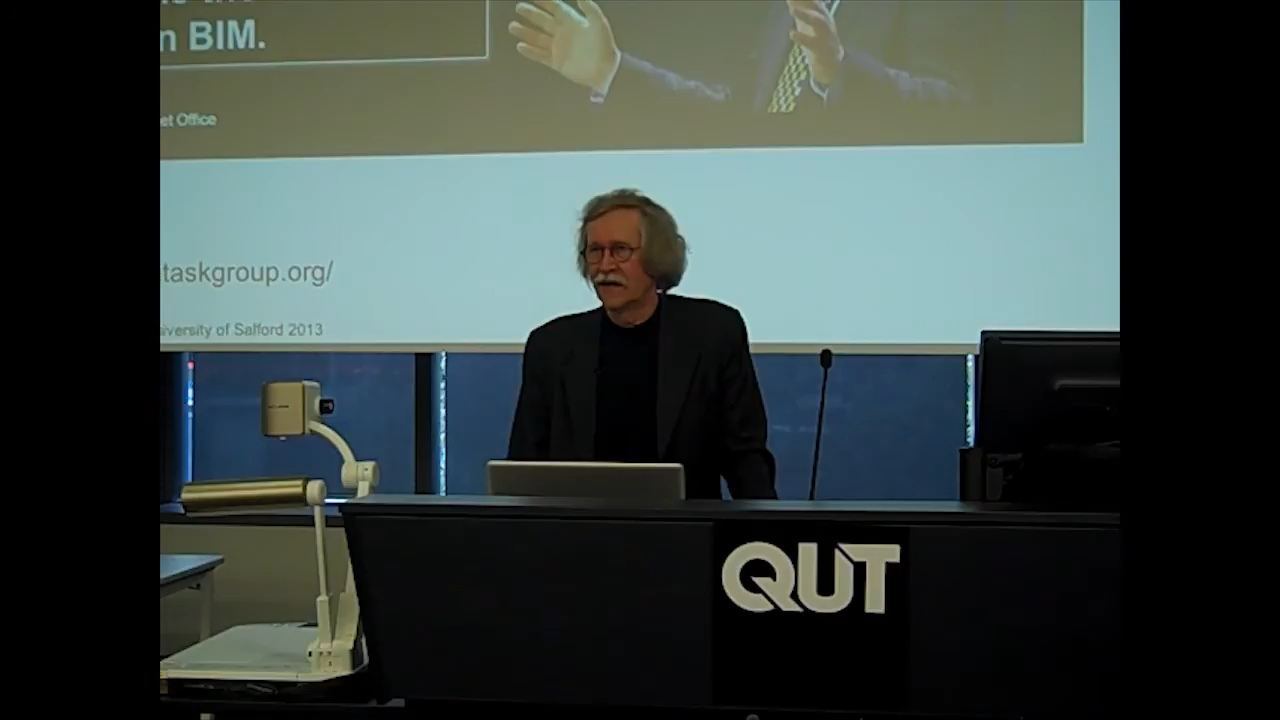 n BIM.
et Office
taskgroup.org/
iversity of Salford 2013
QUT